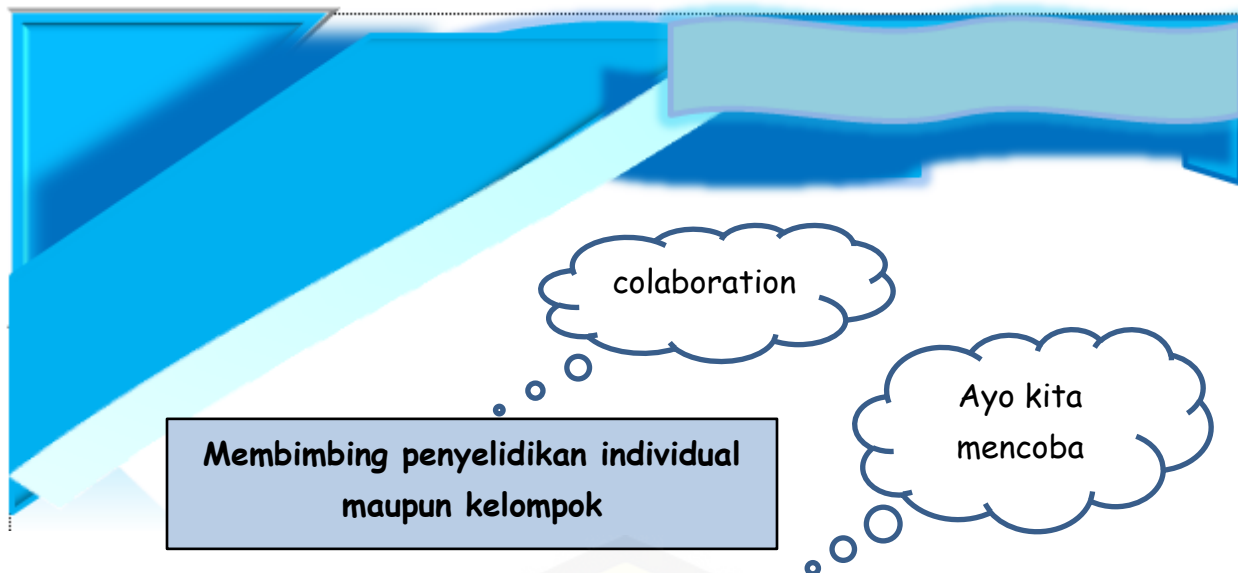 colaboration
Ayo kita
mencoba
Membimbing penyelidikan individual
maupun kelompok